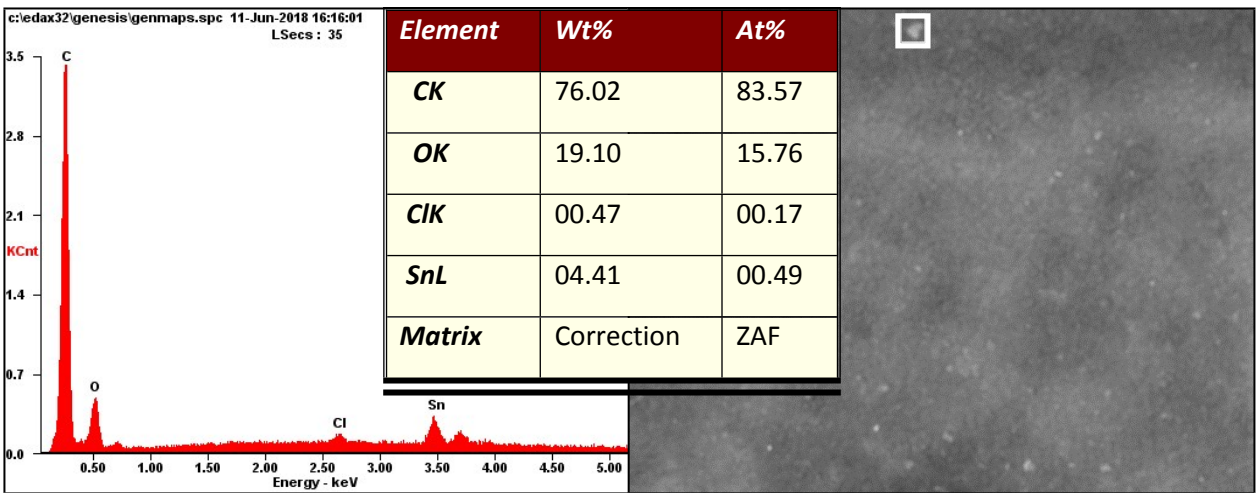 c:\edax32\genesis\genmaps.spc 11-Jun-2018 16:16:01
LSecs : 35
Element Wt% At%
CK 76.02 83.57
OK 19.10 15.76
ClK 00.47 00.17
SnL 04.41 00.49
Matrix Correction ZAF
3.5
2.8
2.1
KCnt
1.4
0.7
0.0
C
O
Cl
Sn
0.50 1.00 1.50 2.00 2.50 3.00 3.50 4.00 4.50 5.00
Energy - keV